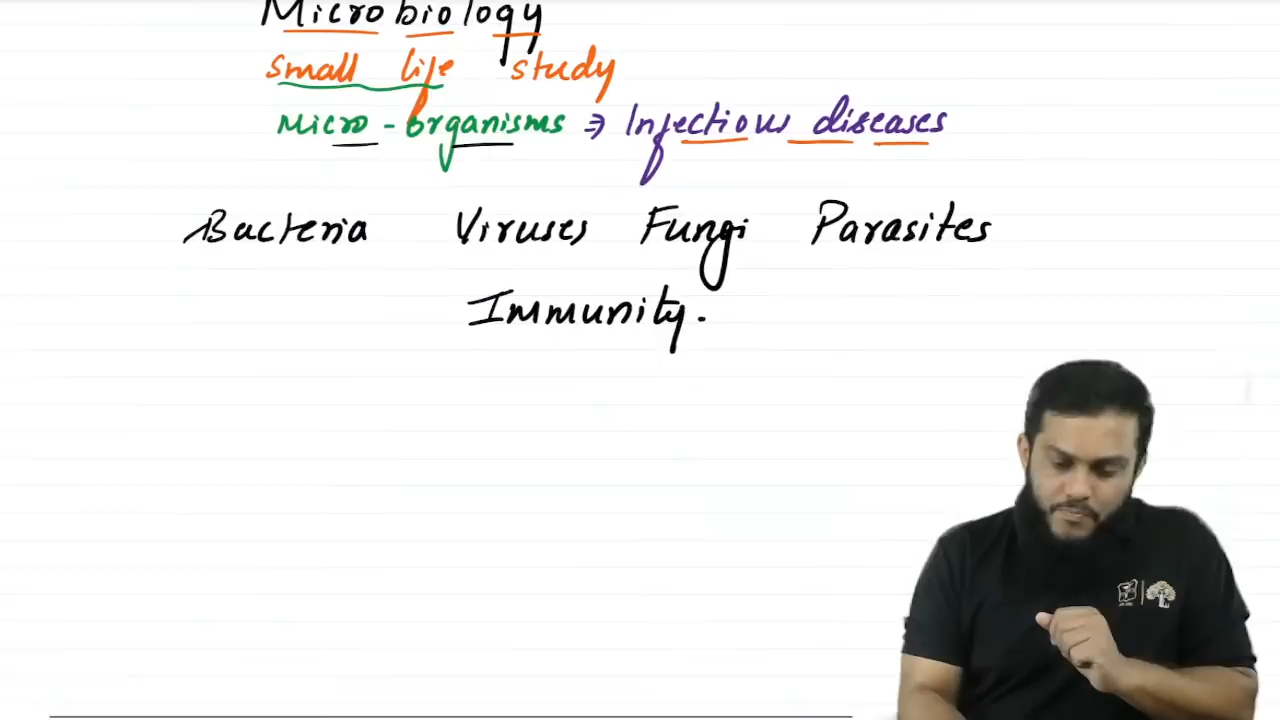 Microbiology
small life study
Micro-organisms ⇒ Infectious diseases
Bacteria Viruses Fungi Parasites
Immunity.